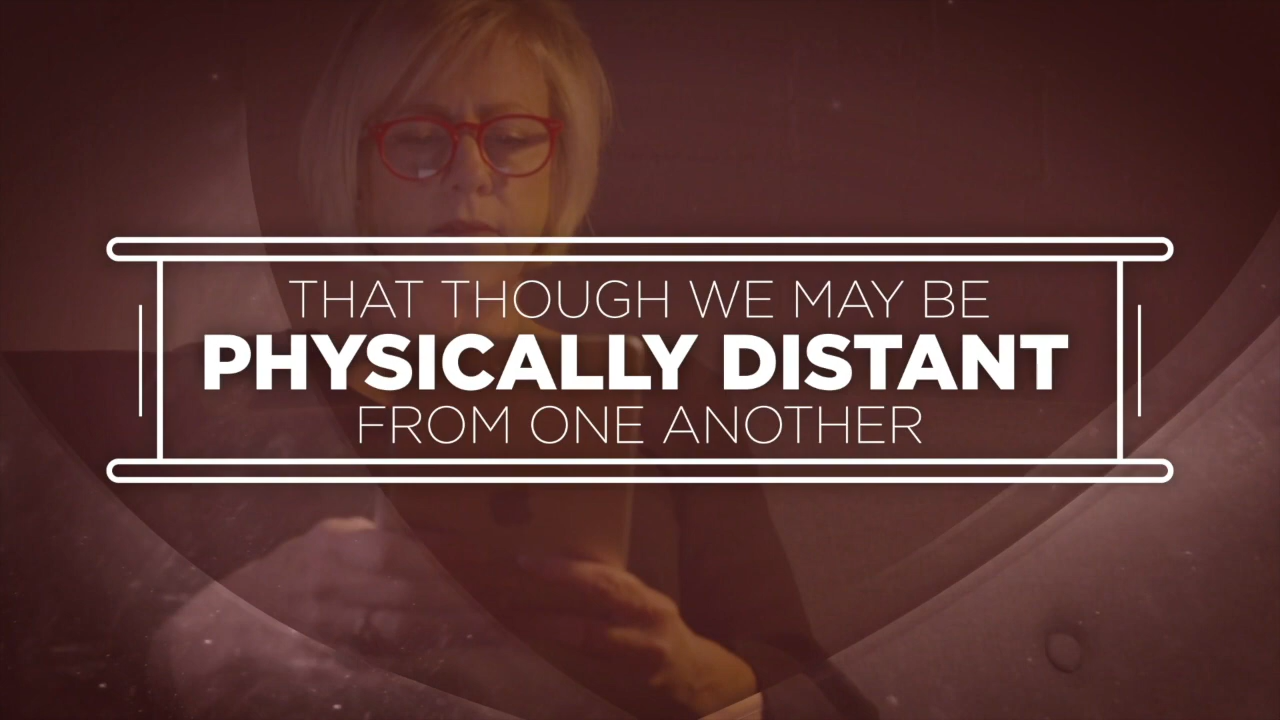 THAT THOUGH WE MAY BE
PHYSICALLY DISTANT
FROM ONE ANOTHER